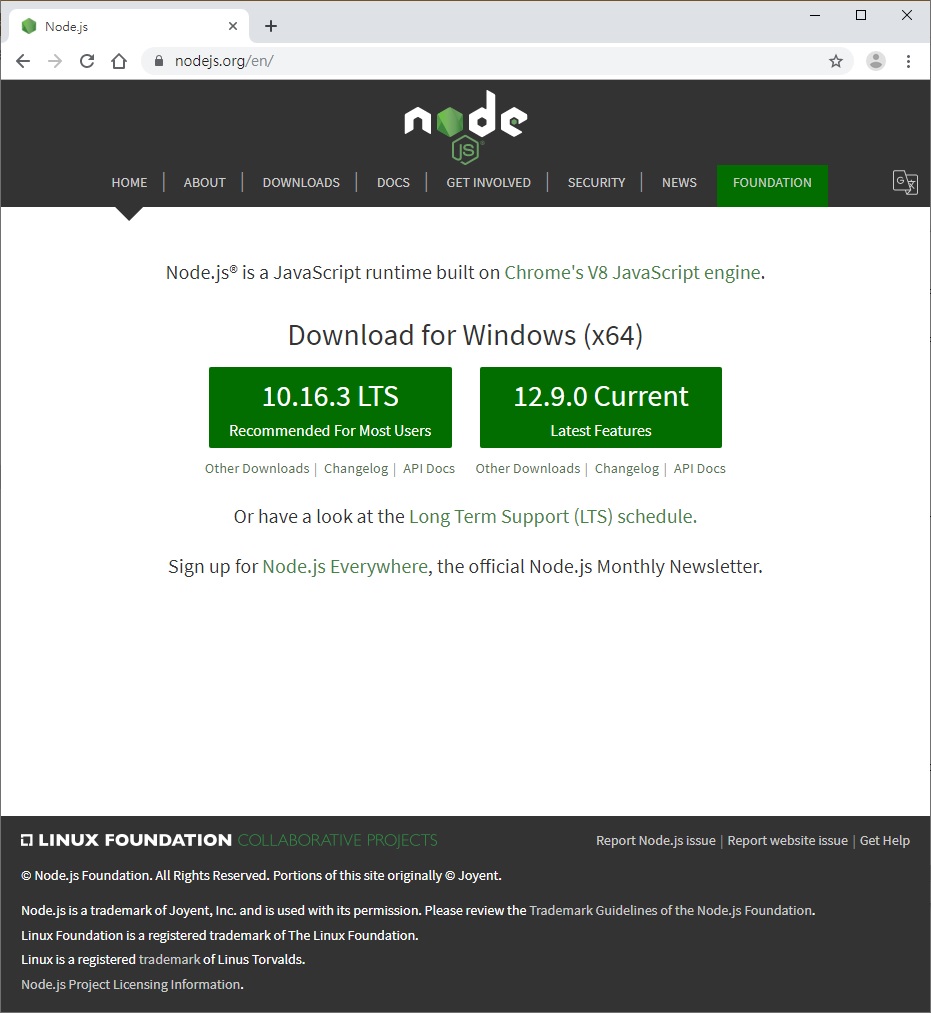 Node.js
nodejs.org/en/
node
JS
HOME | ABOUT | DOWNLOADS | DOCS | GET INVOLVED | SECURITY | NEWS FOUNDATION
Node.js® is a JavaScript runtime built on Chrome's V8 JavaScript engine.
Download for Windows (x64)
10.16.3 LTS
Recommended For Most Users
12.9.0 Current
Latest Features
Other Downloads | Changelog | API Docs
Other Downloads | Changelog | API Docs
Or have a look at the Long Term Support (LTS) schedule.
Sign up for Node.js Everywhere, the official Node.js Monthly Newsletter.
LINUX FOUNDATION COLLABORATIVE PROJECTS
Report Node.js issue | Report website issue | Get Help
© Node.js Foundation. All Rights Reserved. Portions of this site originally © Joyent.
Node.js is a trademark of Joyent, Inc. and is used with its permission. Please review the Trademark Guidelines of the Node.js Foundation.
Linux Foundation is a registered trademark of The Linux Foundation.
Linux is a registered trademark of Linus Torvalds.
Node.js Project Licensing Information.